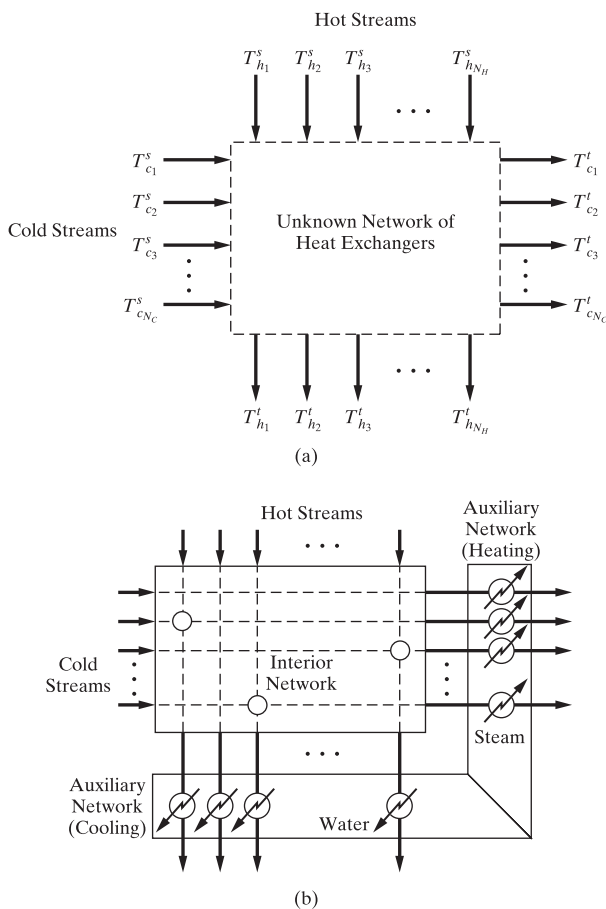 Hot Streams
T^s_{h_1} T^s_{h_2} T^s_{h_3} T^s_{h_{N_H}}
. . .
T^s_{c_1} T^t_{c_1}
T^s_{c_2} T^t_{c_2}
Unknown Network of
Heat Exchangers
Cold Streams
T^s_{c_3} T^t_{c_3}
T^s_{c_{N_C}} T^t_{c_{N_C}}
. . .
T^t_{h_1} T^t_{h_2} T^t_{h_3} T^t_{h_{N_H}}
(a)
Hot Streams
. . .
Auxiliary
Network
(Heating)
Cold
Streams
Interior
Network
Steam
. . .
Auxiliary
Network
(Cooling)
Water
(b)